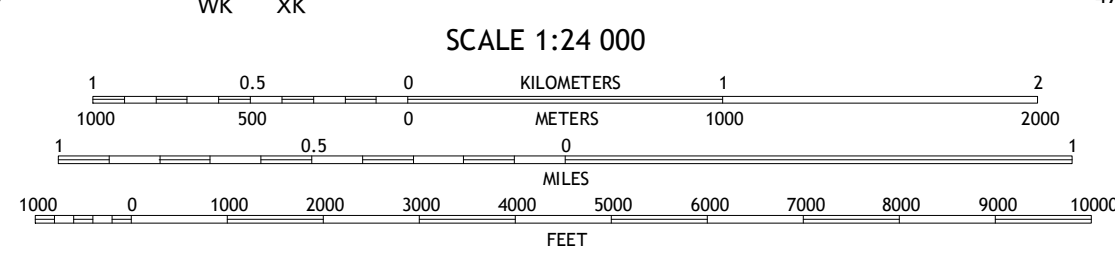 WK XK
SCALE 1:24 000
1 0.5 0 KILOMETERS 1 2
1000 500 0 METERS 1000 2000
1 0.5 0 1
MILES
1000 0 1000 2000 3000 4000 5000 6000 7000 8000 9000 10000
FEET